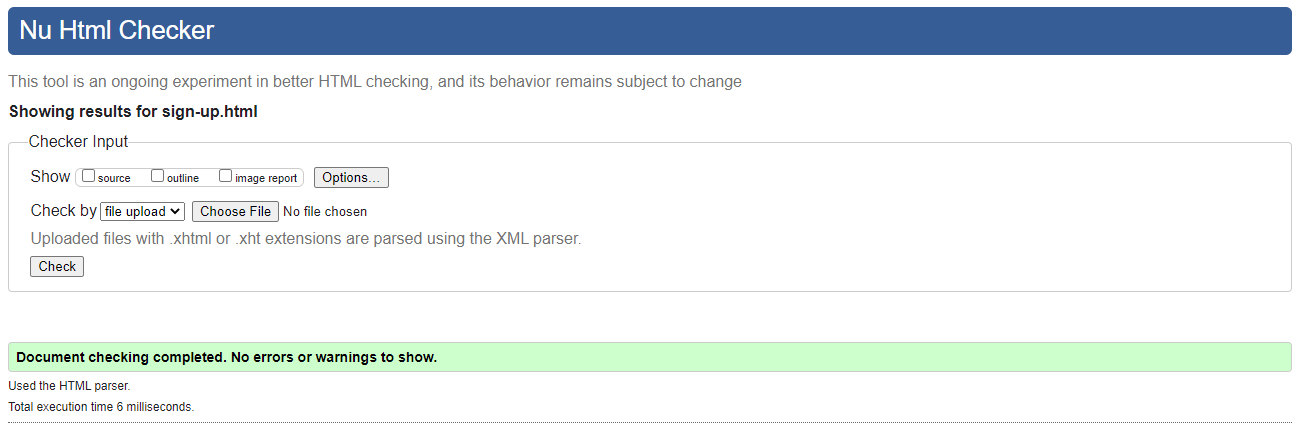 Nu Html Checker
This tool is an ongoing experiment in better HTML checking, and its behavior remains subject to change
Showing results for sign-up.html
Checker Input
Show source outline image report Options...
Check by file upload Choose File No file chosen
Uploaded files with .xhtml or .xht extensions are parsed using the XML parser.
Check
Document checking completed. No errors or warnings to show.
Used the HTML parser.
Total execution time 6 milliseconds.